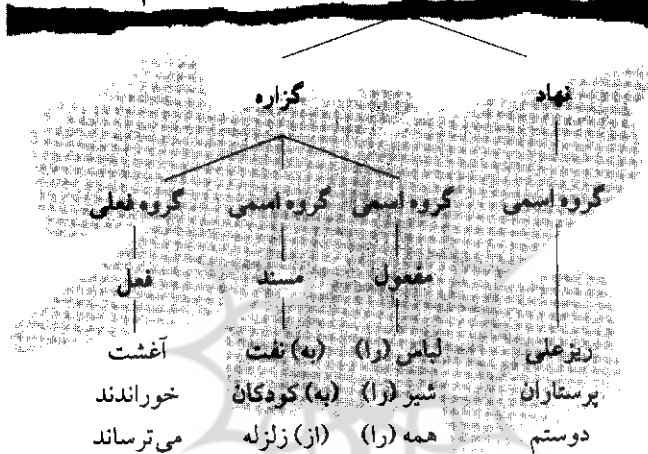 نهاد گزاره
گروه اسمی گروه اسمی گروه اسمی گروه فعلی
مفعول مسند فعل
ریزعلی لباس (را) (به) نفت آغشت
پرستاران شیر (را) (به) کودکان خوراندند
دوستم همه (را) (از) زلزله می‌ترساند